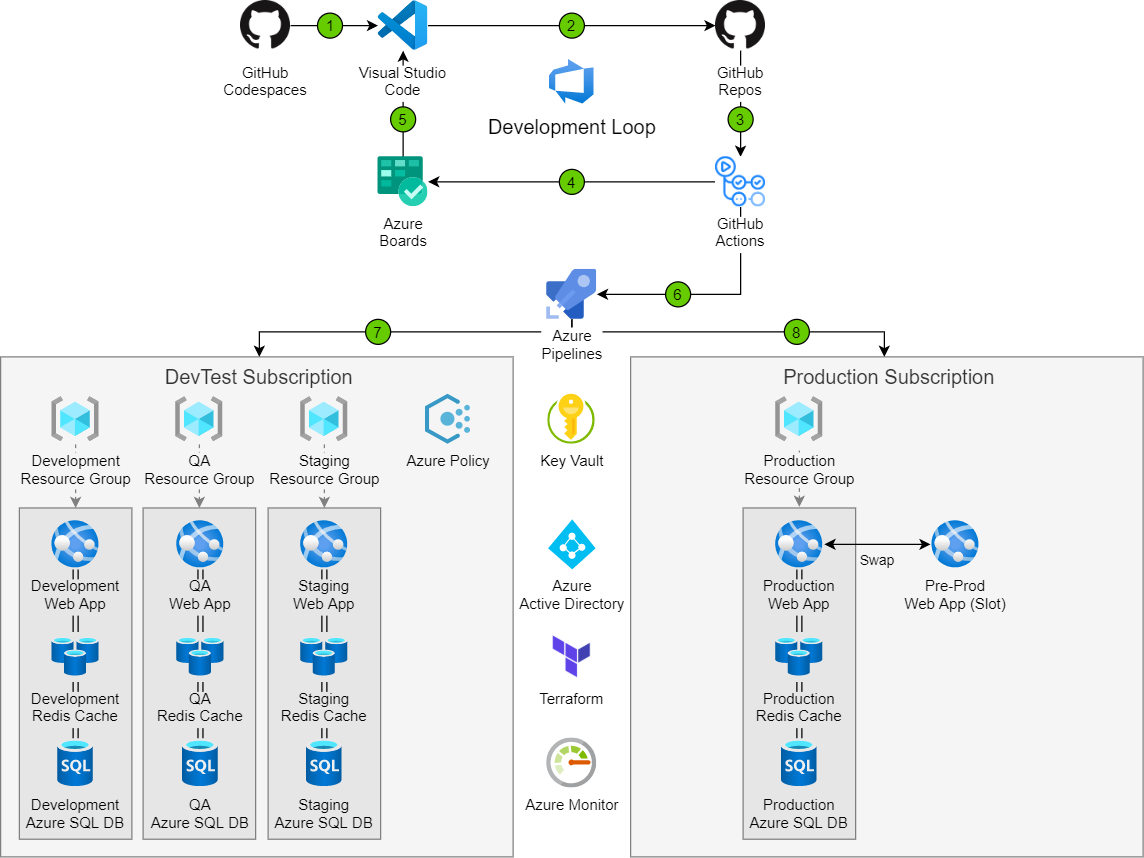 1
2
GitHub
Codespaces
Visual Studio
Code
GitHub
Repos
5
Development Loop
3
4
Azure
Boards
GitHub
Actions
6
7
Azure
Pipelines
8
DevTest Subscription
Development
Resource Group
QA
Resource Group
Staging
Resource Group
Azure Policy
Development
Web App
QA
Web App
Staging
Web App
Development
Redis Cache
QA
Redis Cache
Staging
Redis Cache
SQL
SQL
SQL
Development
Azure SQL DB
QA
Azure SQL DB
Staging
Azure SQL DB
Key Vault
Azure
Active Directory
Terraform
Azure Monitor
Production Subscription
Production
Resource Group
Swap
Production
Web App
Pre-Prod
Web App (Slot)
Production
Redis Cache
SQL
Production
Azure SQL DB